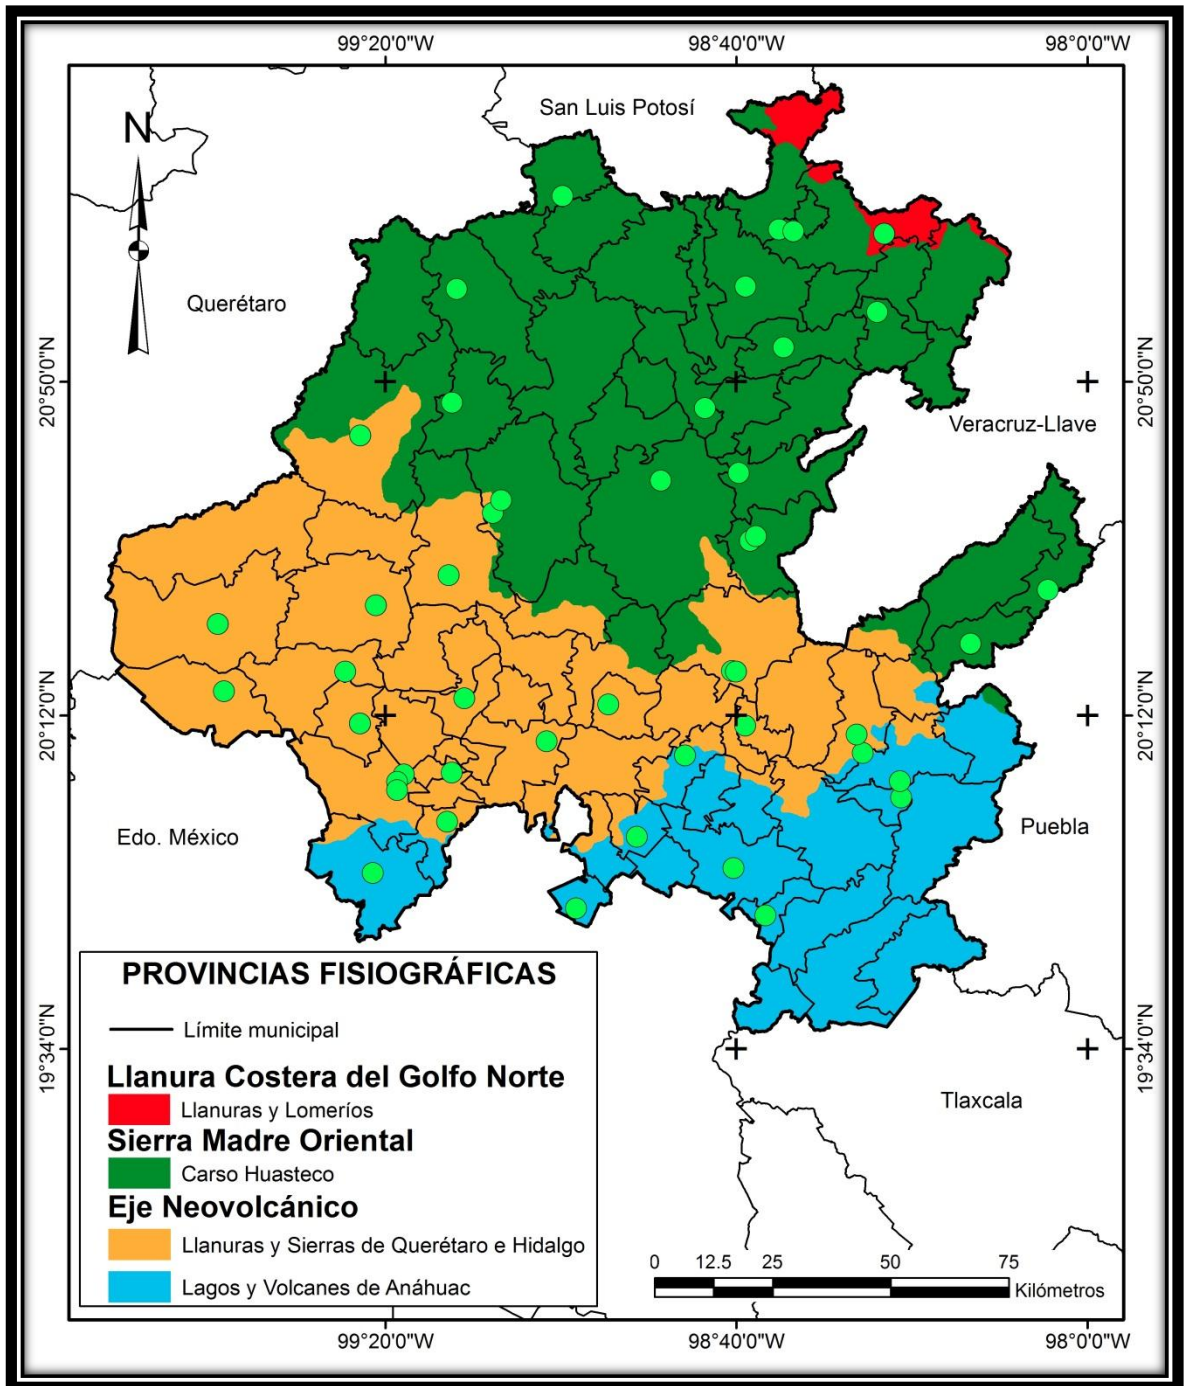 99°20'0"W 98°40'0"W 98°0'0"W
San Luis Potosí
N
Querétaro
20°50'0"N 20°50'0"N
Veracruz-Llave
20°12'0"N 20°12'0"N
Edo. México
Puebla
19°34'0"N 19°34'0"N
Tlaxcala
PROVINCIAS FISIOGRÁFICAS
Límite municipal
Llanura Costera del Golfo Norte
Llanuras y Lomeríos
Sierra Madre Oriental
Carso Huasteco
Eje Neovolcánico
Llanuras y Sierras de Querétaro e Hidalgo
Lagos y Volcanes de Anáhuac
0 12.5 25 50 75
Kilómetros
99°20'0"W 98°40'0"W 98°0'0"W